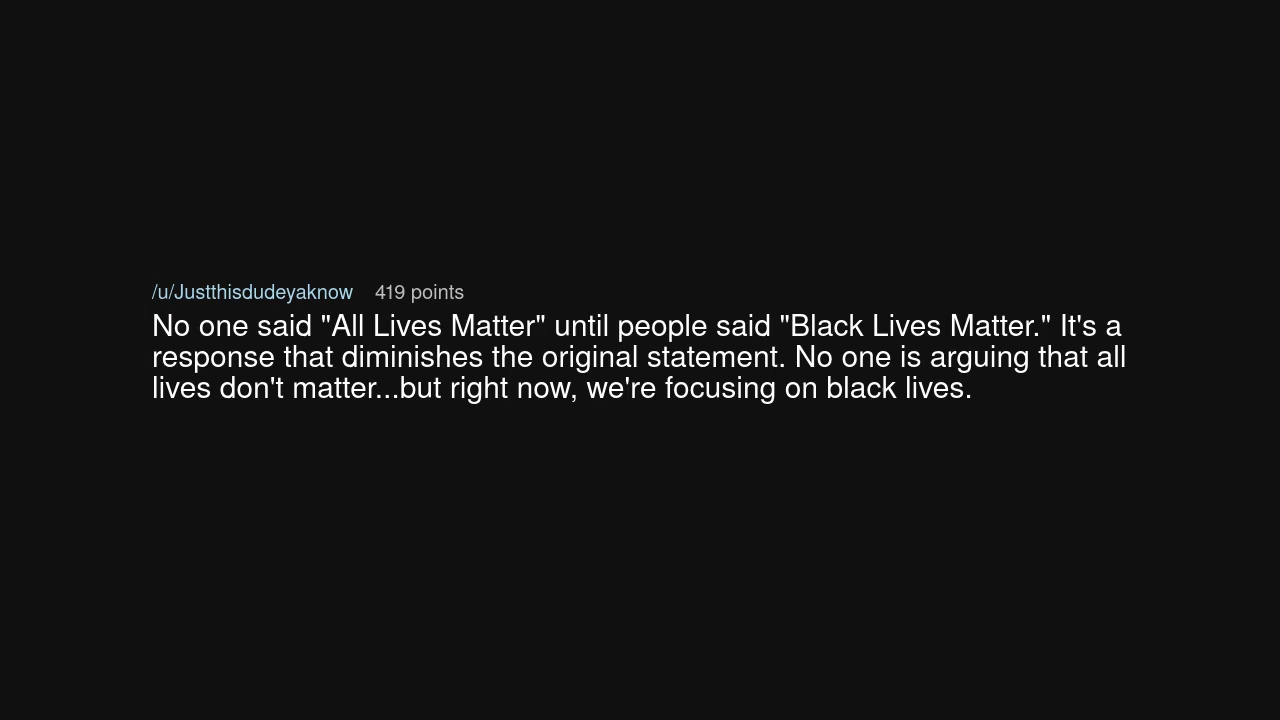 /u/Justthisdudeyaknow 419 points
No one said "All Lives Matter" until people said "Black Lives Matter." It's a
response that diminishes the original statement. No one is arguing that all
lives don't matter...but right now, we're focusing on black lives.